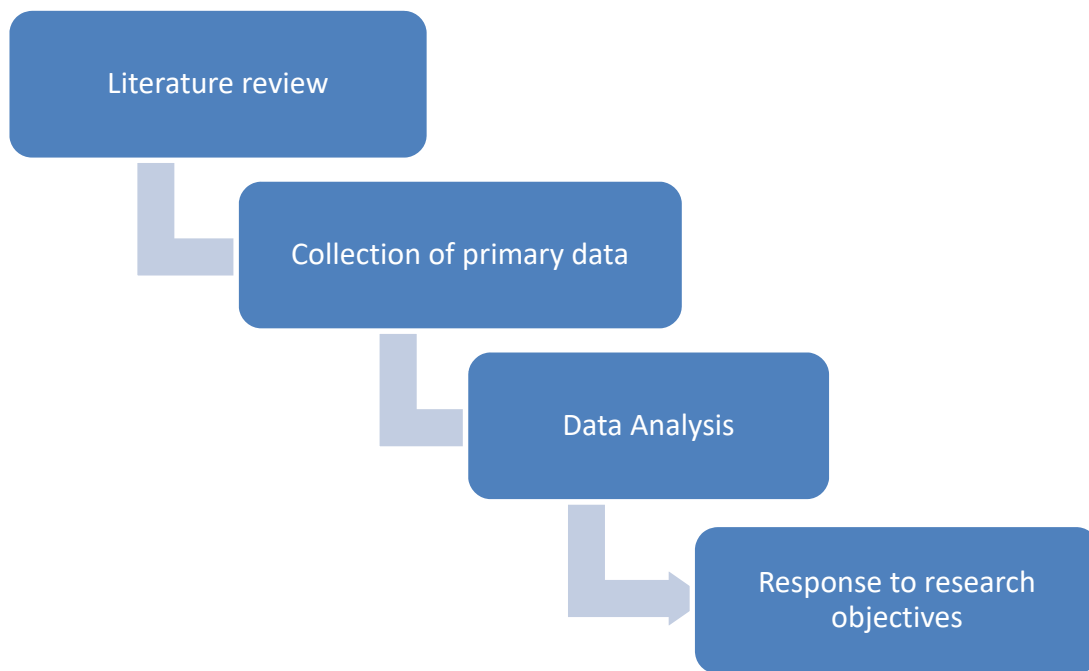 Literature review
Collection of primary data
Data Analysis
Response to research
objectives